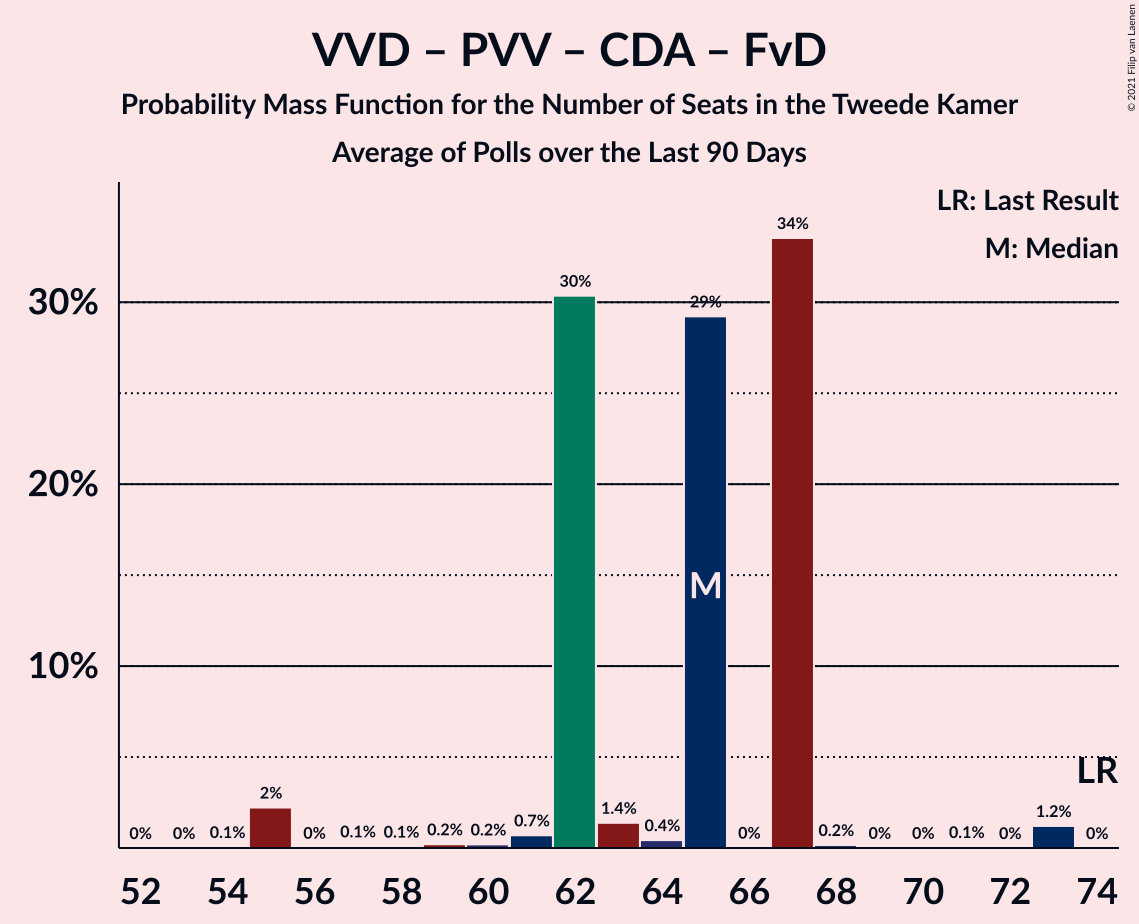 VVD – PVV – CDA – FvD
Probability Mass Function for the Number of Seats in the Tweede Kamer
Average of Polls over the Last 90 Days
© 2021 Filip van Laenen
LR: Last Result
M: Median
30%
20%
10%
0%
0%
0.1%
2%
0%
0.1%
0.1%
0.2%
0.2%
0.7%
30%
1.4%
0.4%
29%
0%
34%
0.2%
0%
0%
0.1%
0%
1.2%
0%
M
LR
52 54 56 58 60 62 64 66 68 70 72 74